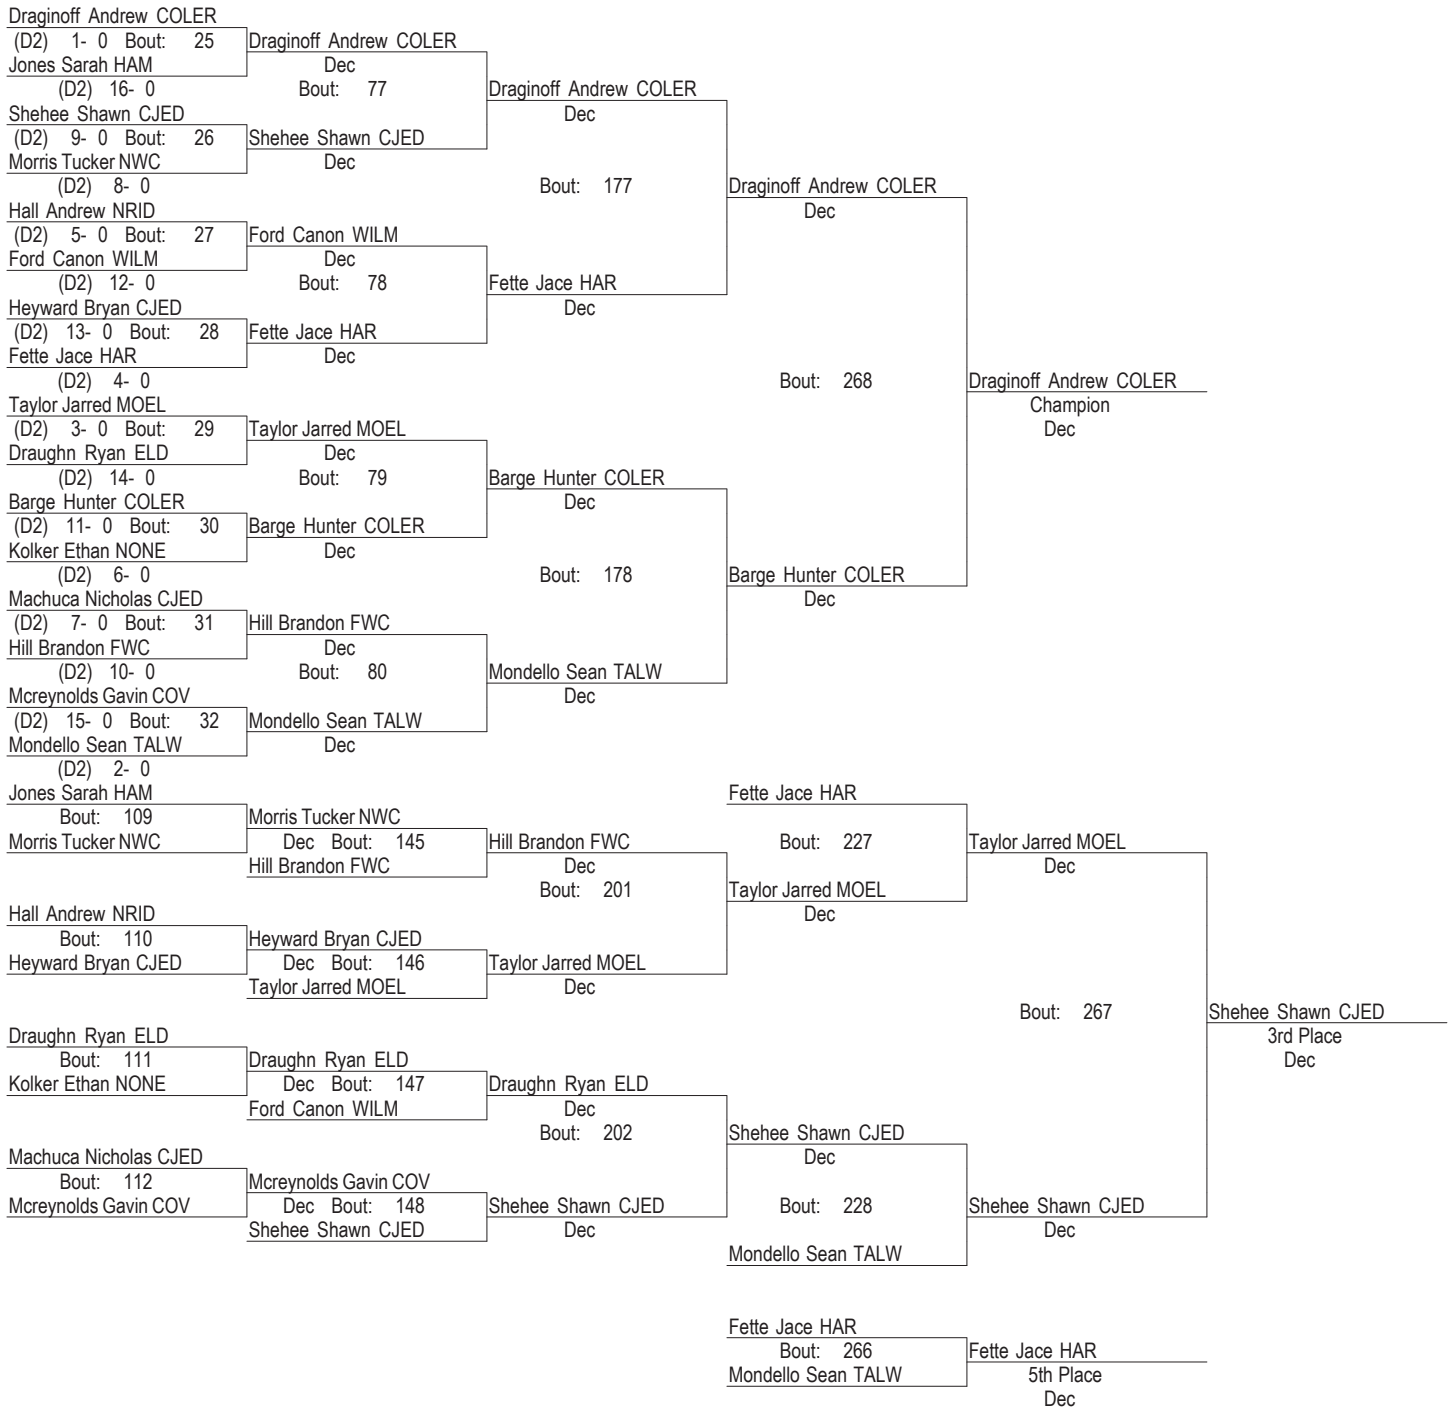 Draginoff Andrew COLER
(D2) 1- 0 Bout: 25 Draginoff Andrew COLER
Jones Sarah HAM Dec
(D2) 16- 0 Bout: 77 Draginoff Andrew COLER
Shehee Shawn CJED Dec
(D2) 9- 0 Bout: 26 Shehee Shawn CJED
Morris Tucker NWC Dec
(D2) 8- 0 Bout: 177 Draginoff Andrew COLER
Hall Andrew NRID Dec
(D2) 5- 0 Bout: 27 Ford Canon WILM
Ford Canon WILM Dec
(D2) 12- 0 Bout: 78 Fette Jace HAR
Heyward Bryan CJED Dec
(D2) 13- 0 Bout: 28 Fette Jace HAR
Fette Jace HAR Dec
(D2) 4- 0 Bout: 268 Draginoff Andrew COLER
Taylor Jarred MOEL Champion
(D2) 3- 0 Bout: 29 Taylor Jarred MOEL Dec
Draughn Ryan ELD Dec
(D2) 14- 0 Bout: 79 Barge Hunter COLER
Barge Hunter COLER Dec
(D2) 11- 0 Bout: 30 Barge Hunter COLER
Kolker Ethan NONE Dec
(D2) 6- 0 Bout: 178 Barge Hunter COLER
Machuca Nicholas CJED Dec
(D2) 7- 0 Bout: 31 Hill Brandon FWC
Hill Brandon FWC Dec
(D2) 10- 0 Bout: 80 Mondello Sean TALW
Mcreynolds Gavin COV Dec
(D2) 15- 0 Bout: 32 Mondello Sean TALW
Mondello Sean TALW Dec
(D2) 2- 0
Jones Sarah HAM Fette Jace HAR
Bout: 109 Morris Tucker NWC
Morris Tucker NWC Dec Bout: 145 Hill Brandon FWC Bout: 227 Taylor Jarred MOEL
Hill Brandon FWC Dec Dec
Bout: 201 Taylor Jarred MOEL
Hall Andrew NRID Dec
Bout: 110 Heyward Bryan CJED
Heyward Bryan CJED Dec Bout: 146 Taylor Jarred MOEL
Taylor Jarred MOEL Dec
Bout: 267 Shehee Shawn CJED
Draughn Ryan ELD 3rd Place
Bout: 111 Draughn Ryan ELD Dec
Kolker Ethan NONE Dec Bout: 147 Draughn Ryan ELD
Ford Canon WILM Dec
Bout: 202 Shehee Shawn CJED
Machuca Nicholas CJED Dec
Bout: 112 Mcreynolds Gavin COV
Mcreynolds Gavin COV Dec Bout: 148 Shehee Shawn CJED Bout: 228 Shehee Shawn CJED
Shehee Shawn CJED Dec Dec
Mondello Sean TALW
Fette Jace HAR
Bout: 266 Fette Jace HAR
Mondello Sean TALW 5th Place
Dec